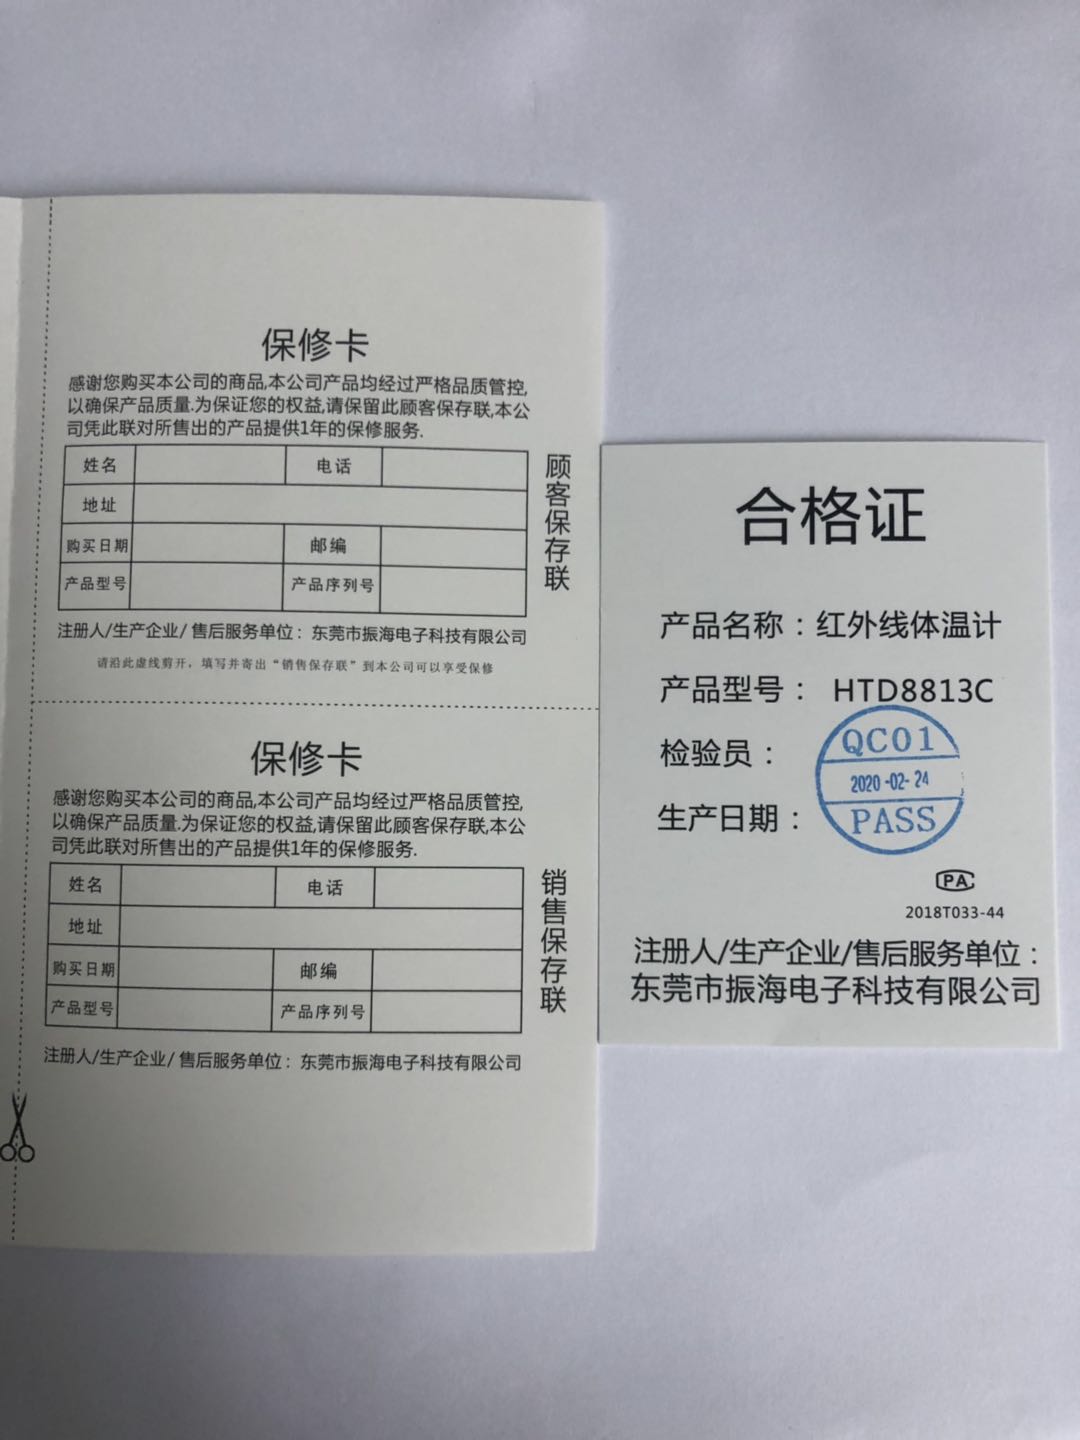 保修卡
感谢您购买本公司的商品,本公司产品均经过严格品质管控,
以确保产品质量.为保证您的权益,请保留此顾客保存联,本公
司凭此联对所售出的产品提供1年的保修服务.
姓名 电话
地址
购买日期 邮编
产品型号 产品序列号
顾客保存联
注册人/生产企业/ 售后服务单位：东莞市振海电子科技有限公司
请沿此虚线剪开，填写并寄出“销售保存联”到本公司可以享受保修
保修卡
感谢您购买本公司的商品,本公司产品均经过严格品质管控,
以确保产品质量.为保证您的权益,请保留此顾客保存联,本公
司凭此联对所售出的产品提供1年的保修服务.
姓名 电话
地址
购买日期 邮编
产品型号 产品序列号
销售保存联
注册人/生产企业/ 售后服务单位：东莞市振海电子科技有限公司
合格证
产品名称：红外线体温计
产品型号： HTD8813C
检验员：
生产日期：
QC01
2020-02-24
PASS
PA
2018T033-44
注册人/生产企业/售后服务单位：
东莞市振海电子科技有限公司